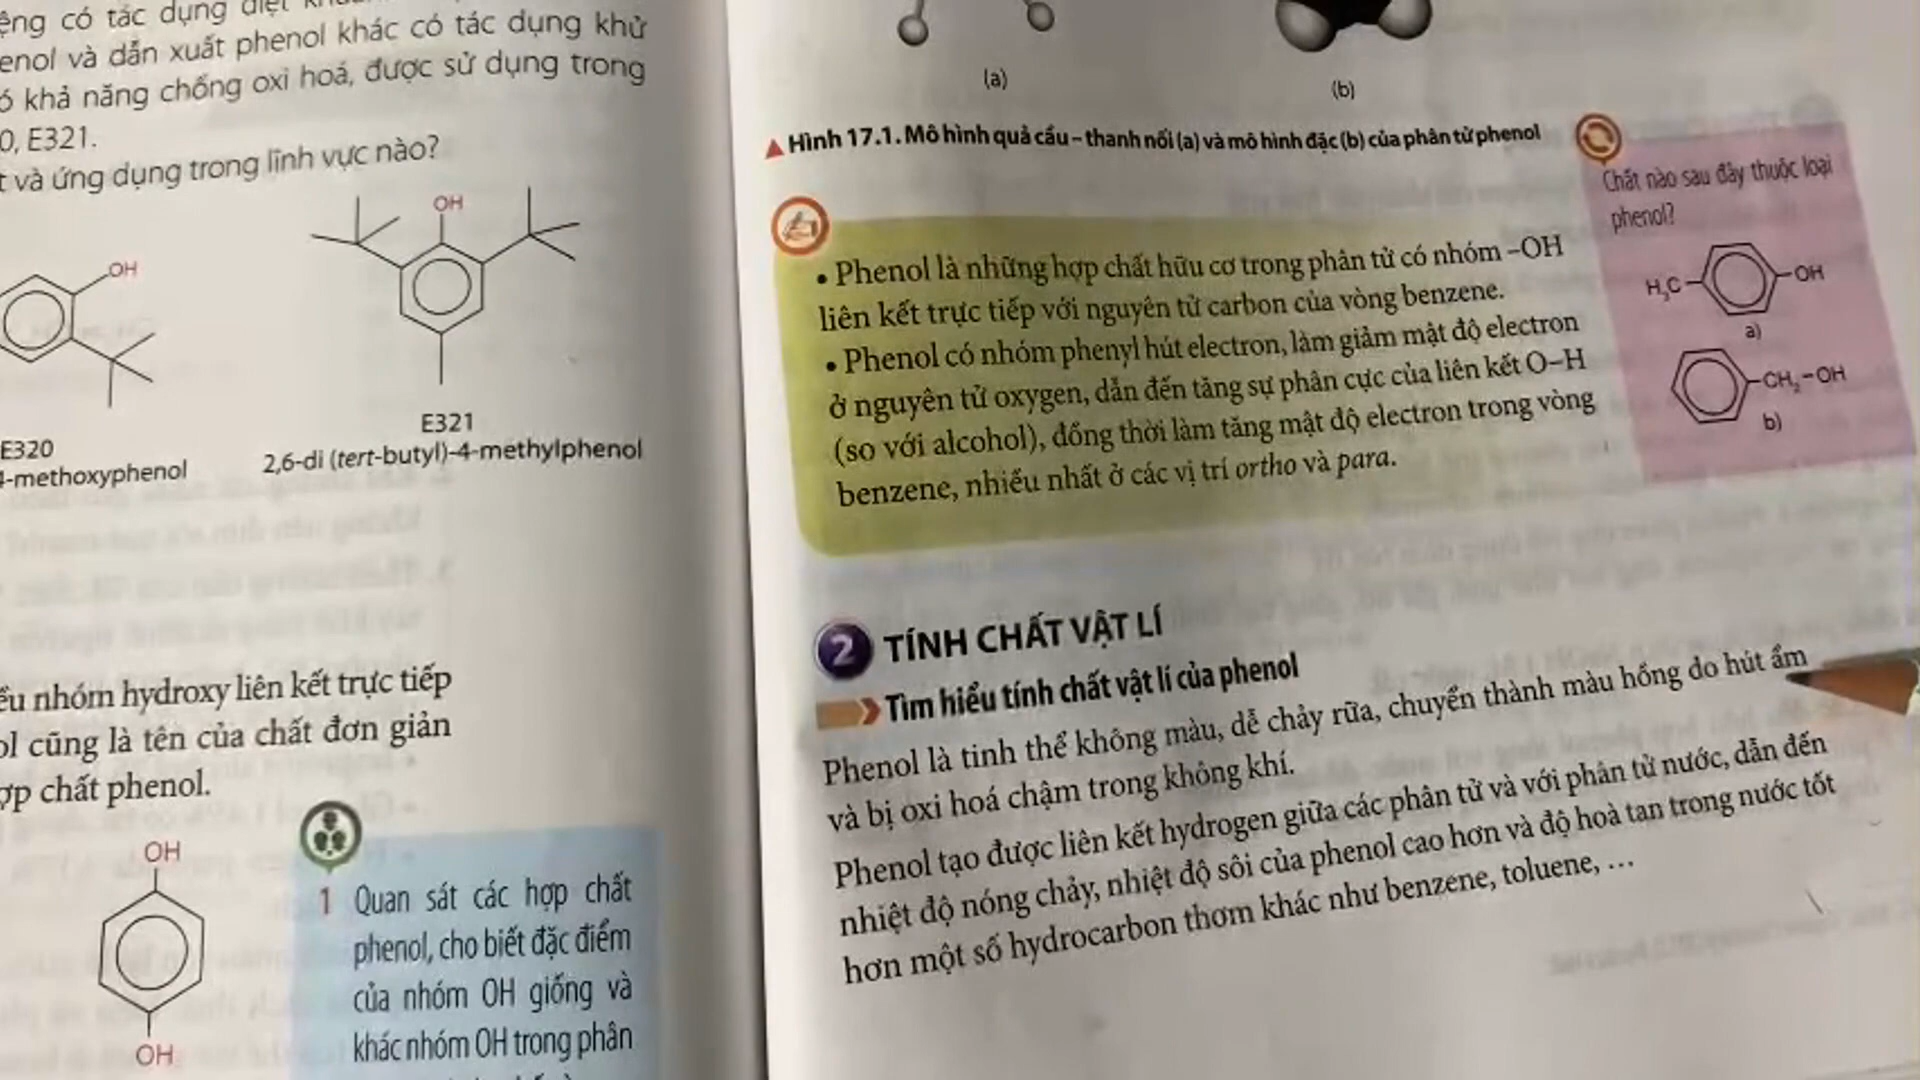 có tác dụng diệt
và dẫn xuất phenol khác có tác dụng khử
khả năng chống oxi hoá, được sử dụng trong
E321.
và ứng dụng trong lĩnh vực nào?
OH
OH
E320
4-methoxyphenol
E321
2,6-di (tert-butyl)-4-methylphenol
nhóm hydroxy liên kết trực tiếp
cũng là tên của chất đơn giản
chất phenol.
OH
OH
1 Quan sát các hợp chất
phenol, cho biết đặc điểm
của nhóm OH giống và
khác nhóm OH trong phân
(a)
(b)
▲ Hình 17.1. Mô hình quả cầu – thanh nối (a) và mô hình đặc (b) của phân tử phenol
• Phenol là những hợp chất hữu cơ trong phân tử có nhóm –OH
liên kết trực tiếp với nguyên tử carbon của vòng benzene.
• Phenol có nhóm phenyl hút electron, làm giảm mật độ electron
ở nguyên tử oxygen, dẫn đến tăng sự phân cực của liên kết O–H
(so với alcohol), đồng thời làm tăng mật độ electron trong vòng
benzene, nhiều nhất ở các vị trí ortho và para.
Chất nào sau đây thuộc loại
phenol?
H₃C
OH
a)
CH₂–OH
b)
2 TÍNH CHẤT VẬT LÍ
Tìm hiểu tính chất vật lí của phenol
Phenol là tinh thể không màu, dễ chảy rữa, chuyển thành màu hồng do hút ẩm
và bị oxi hoá chậm trong không khí.
Phenol tạo được liên kết hydrogen giữa các phân tử và với phân tử nước, dẫn đến
nhiệt độ nóng chảy, nhiệt độ sôi của phenol cao hơn và độ hoà tan trong nước tốt
hơn một số hydrocarbon thơm khác như benzene, toluene, ...